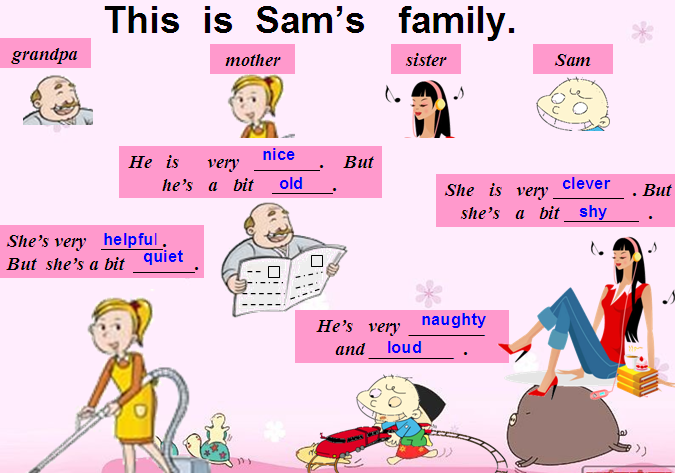 This is Sam's family.
grandpa
mother
sister
Sam
He is very nice. But
he's a bit old.
She is very clever. But
she's a bit shy.
She's very helpful.
But she's a bit quiet.
He's very naughty
and loud.